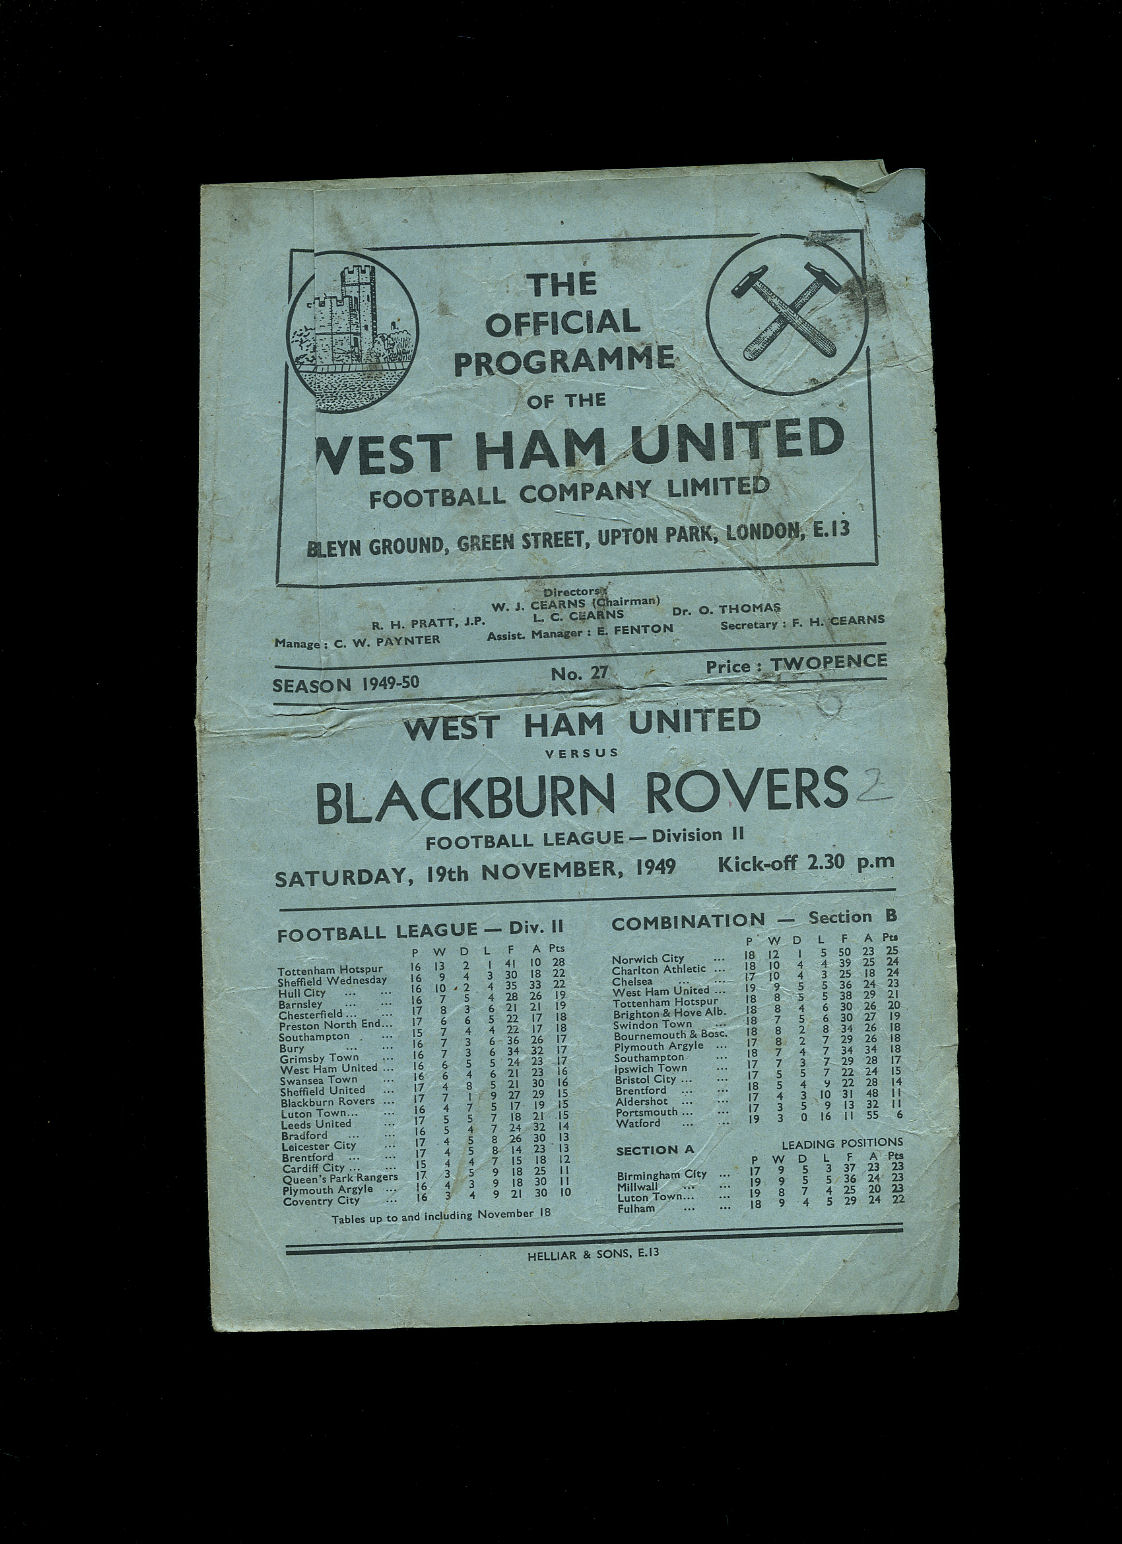 THE
OFFICIAL
PROGRAMME
OF THE
WEST HAM UNITED
FOOTBALL COMPANY LIMITED
BLEYN GROUND, GREEN STREET, UPTON PARK, LONDON, E.13
Directors:
W. J. CEARNS (Chairman)
R. H. PRATT, J.P. L. C. CEARNS Dr. O. THOMAS
Manage: C. W. PAYNTER Assist. Manager: E. FENTON Secretary: F. H. CEARNS
SEASON 1949-50 No. 27 Price: TWOPENCE
WEST HAM UNITED
VERSUS
BLACKBURN ROVERS 2
FOOTBALL LEAGUE — Division II
SATURDAY, 19th NOVEMBER, 1949 Kick-off 2.30 p.m
FOOTBALL LEAGUE — Div. II
P W D L F A Pts
Tottenham Hotspur 16 13 2 1 41 10 28
Sheffield Wednesday 16 9 4 3 30 18 22
Hull City ... ... 16 10 2 4 35 33 22
Barnsley ... ... 16 7 5 4 28 26 19
Chesterfield ... ... 17 8 3 6 21 21 19
Preston North End... 17 6 6 5 22 17 18
Southampton ... 15 7 4 4 22 17 18
Bury ... ... 16 7 3 6 36 26 17
Grimsby Town ... 16 7 3 6 34 32 17
West Ham United ... 16 6 5 5 24 23 17
Swansea Town ... 16 6 4 6 21 23 16
Sheffield United ... 17 4 8 5 21 30 16
Blackburn Rovers ... 17 7 1 9 27 29 15
Luton Town... ... 16 4 7 5 17 19 15
Leeds United ... 17 5 5 7 18 21 15
Bradford ... ... 16 5 4 7 24 32 14
Leicester City ... 17 4 5 8 26 30 13
Brentford ... ... 17 4 5 8 14 23 13
Cardiff City ... ... 15 4 4 7 15 18 12
Queen's Park Rangers 17 3 5 9 18 25 11
Plymouth Argyle ... 16 4 3 9 18 30 11
Coventry City ... 16 3 4 9 21 30 10
Tables up to and including November 18
COMBINATION — Section B
P W D L F A Pts
Norwich City ... 18 12 1 5 50 23 25
Charlton Athletic ... 18 10 4 4 39 25 24
Chelsea ... ... 17 10 4 3 25 18 24
West Ham United ... 19 9 5 5 36 24 23
Tottenham Hotspur 18 8 5 5 38 29 21
Brighton & Hove Alb. 18 8 4 6 30 26 20
Swindon Town ... 18 7 5 6 30 27 19
Bournemouth & Bosc. 18 8 2 8 34 26 18
Plymouth Argyle ... 17 8 2 7 29 26 18
Southampton ... 18 7 4 7 34 34 18
Ipswich Town ... 17 7 3 7 29 28 17
Bristol City ... ... 17 5 5 7 22 24 15
Brentford ... ... 18 5 4 9 22 28 14
Aldershot ... ... 17 4 3 10 31 48 11
Portsmouth ... ... 17 3 5 9 13 32 11
Watford ... ... 19 3 0 16 11 55 6
SECTION A LEADING POSITIONS
P W D L F A Pts
Birmingham City ... 17 9 5 3 37 23 23
Millwall ... ... 19 9 5 5 36 24 23
Luton Town... ... 19 8 7 4 25 20 23
Fulham ... ... 18 9 4 5 29 24 22
HELLIAR & SONS, E.13